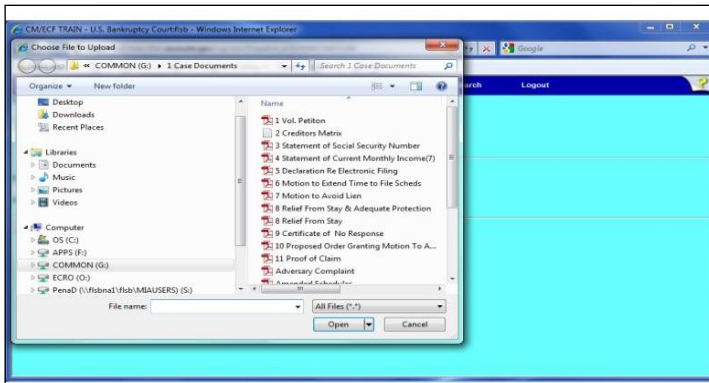 CM/ECF TRAIN - U.S. Bankruptcy Court:flsb - Windows Internet Explorer
Choose File to Upload
Google
« COMMON (G:) ▸ 1 Case Documents
Search 1 Case Documents
Organize
New folder
Logout
Desktop
Downloads
Recent Places
Libraries
Documents
Music
Pictures
Videos
Computer
OS (C:)
APPS (F:)
COMMON (G:)
ECRO (O:)
PenaD (\\flsbna1\flsb\MIAUSERS) (S:)
Name
1 Vol. Petiton
2 Creditors Matrix
3 Statement of Social Security Number
4 Statement of Current Monthly Income(7)
5 Declaration Re Electronic Filing
6 Motion to Extend Time to File Scheds
7 Motion to Avoid Lien
8 Relief From Stay & Adequate Protection
8 Relief From Stay
9 Certificate of No Response
10 Proposed Order Granting Motion To A...
11 Proof of Claim
Adversary Complaint
Amended Schedules
File name:
All Files (*.*)
Open
Cancel